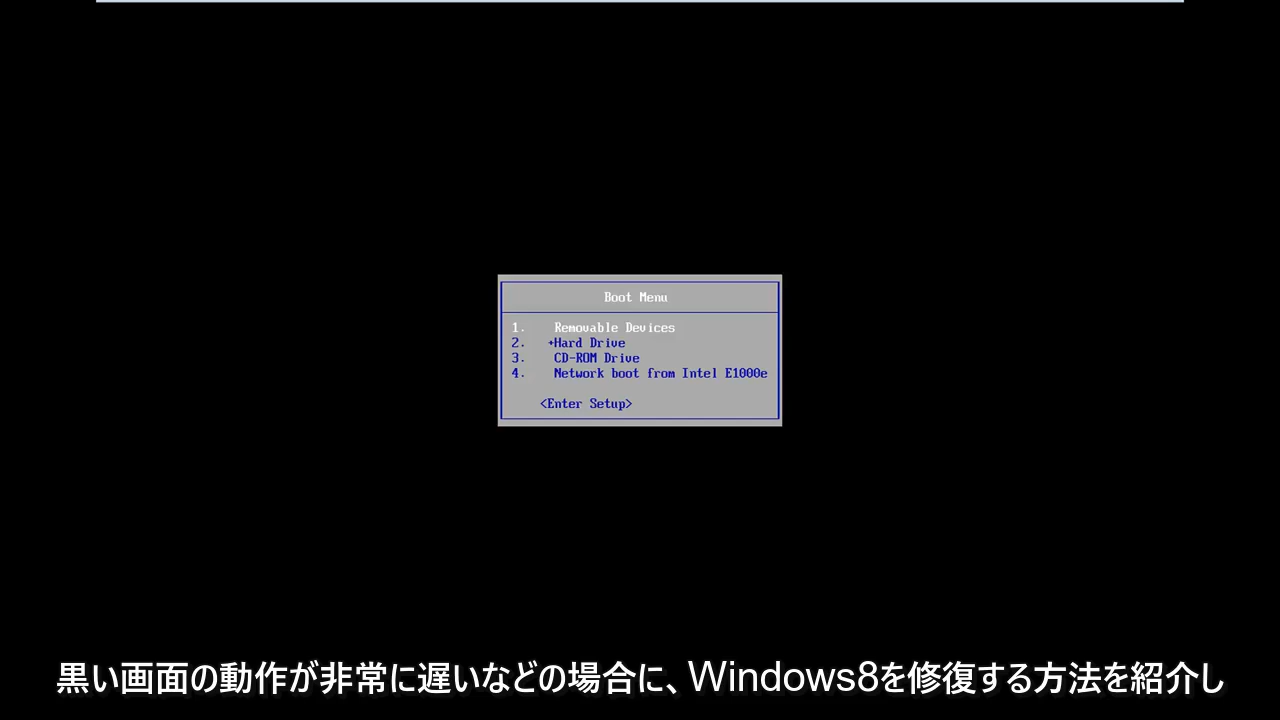 Boot Menu
1. Removable Devices
2. +Hard Drive
3. CD-ROM Drive
4. Network boot from Intel E1000e
<Enter Setup>
黒い画面の動作が非常に遅いなどの場合に、Windows8を修復する方法を紹介し